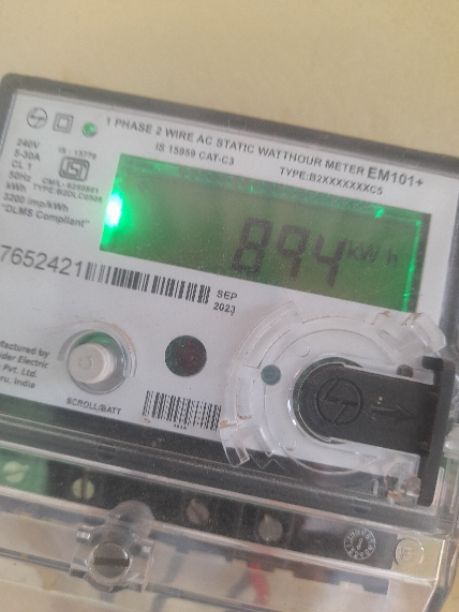 1 PHASE 2 WIRE AC STATIC WATTHOUR METER EM101+
IS 15959 CAT-C3
TYPE:B2XXXXXXXC5
240V
5-30A
CL 1
50Hz
kWh
3200 imp/kWh
"DLMS Compliant"
IS : 13779
894 kWh
7652421
SEP
2023
SCROLL/BATT